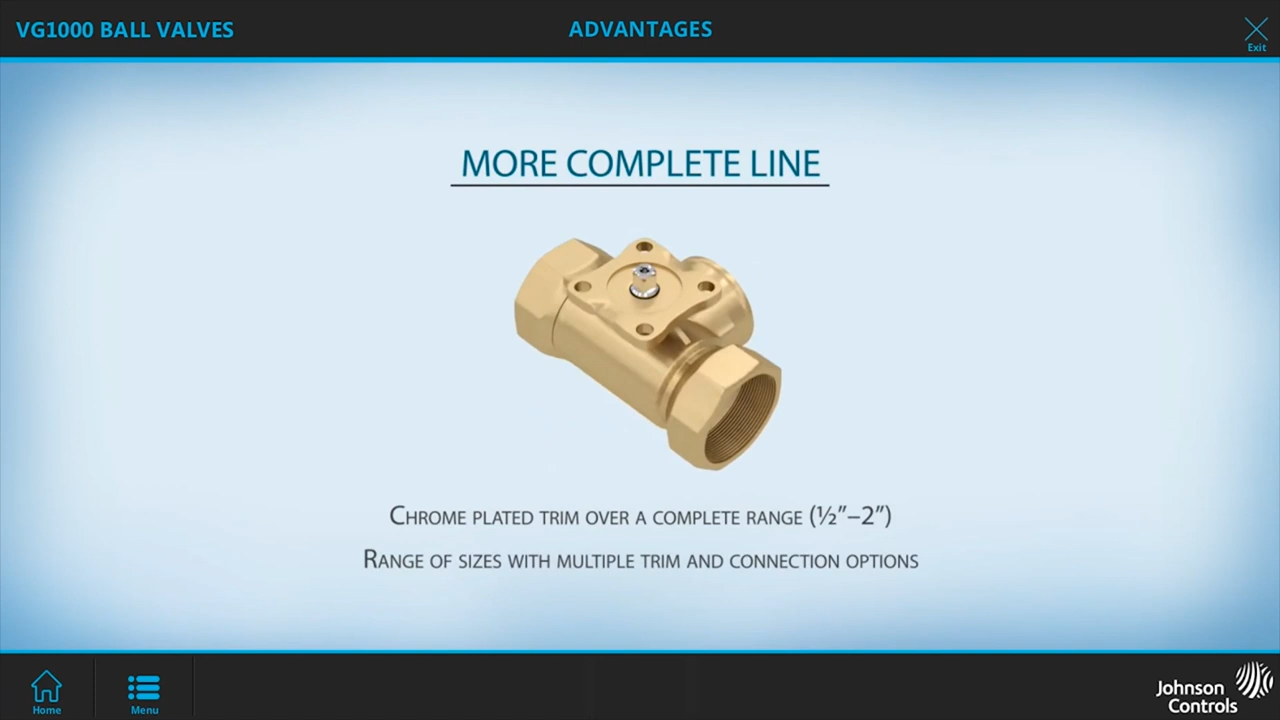 VG1000 BALL VALVES
ADVANTAGES
Exit
MORE COMPLETE LINE
Chrome plated trim over a complete range (½”–2”)
Range of sizes with multiple trim and connection options
Home
Menu
Johnson
Controls